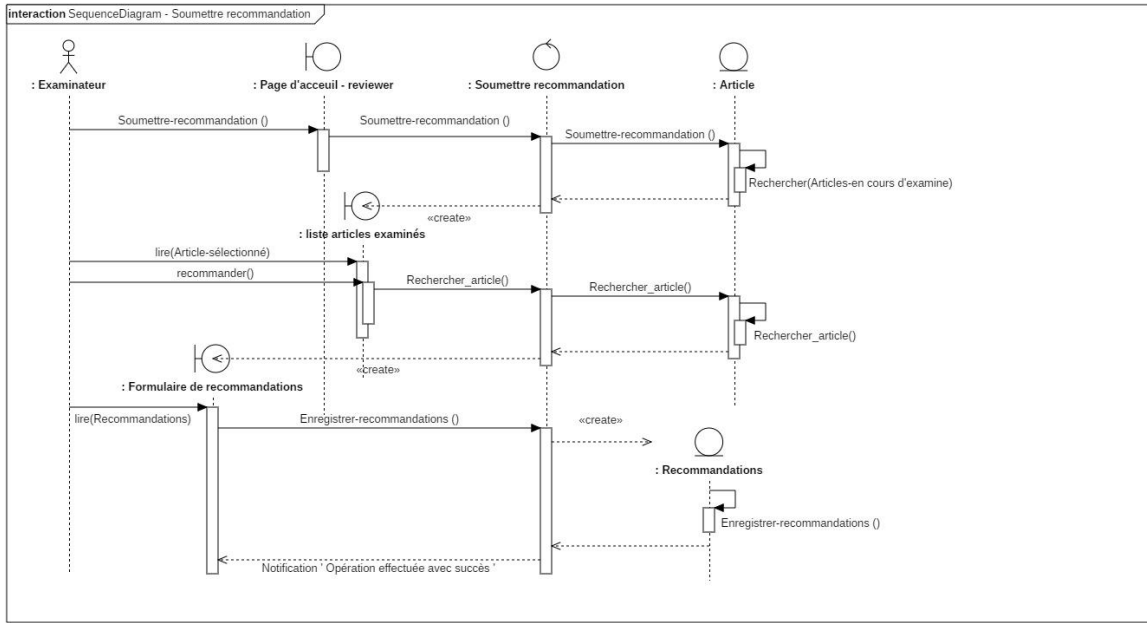 interaction SequenceDiagram - Soumettre recommandation
: Examinateur
: Page d'acceuil - reviewer
: Soumettre recommandation
: Article
Soumettre-recommandation ()
Soumettre-recommandation ()
Soumettre-recommandation ()
Rechercher(Articles-en cours d'examine)
«create»
: liste articles examinés
lire(Article-sélectionné)
recommander()
Rechercher_article()
Rechercher_article()
Rechercher_article()
«create»
: Formulaire de recommandations
lire(Recommandations)
Enregistrer-recommandations ()
«create»
: Recommandations
Enregistrer-recommandations ()
Notification ' Opération effectuée avec succès '